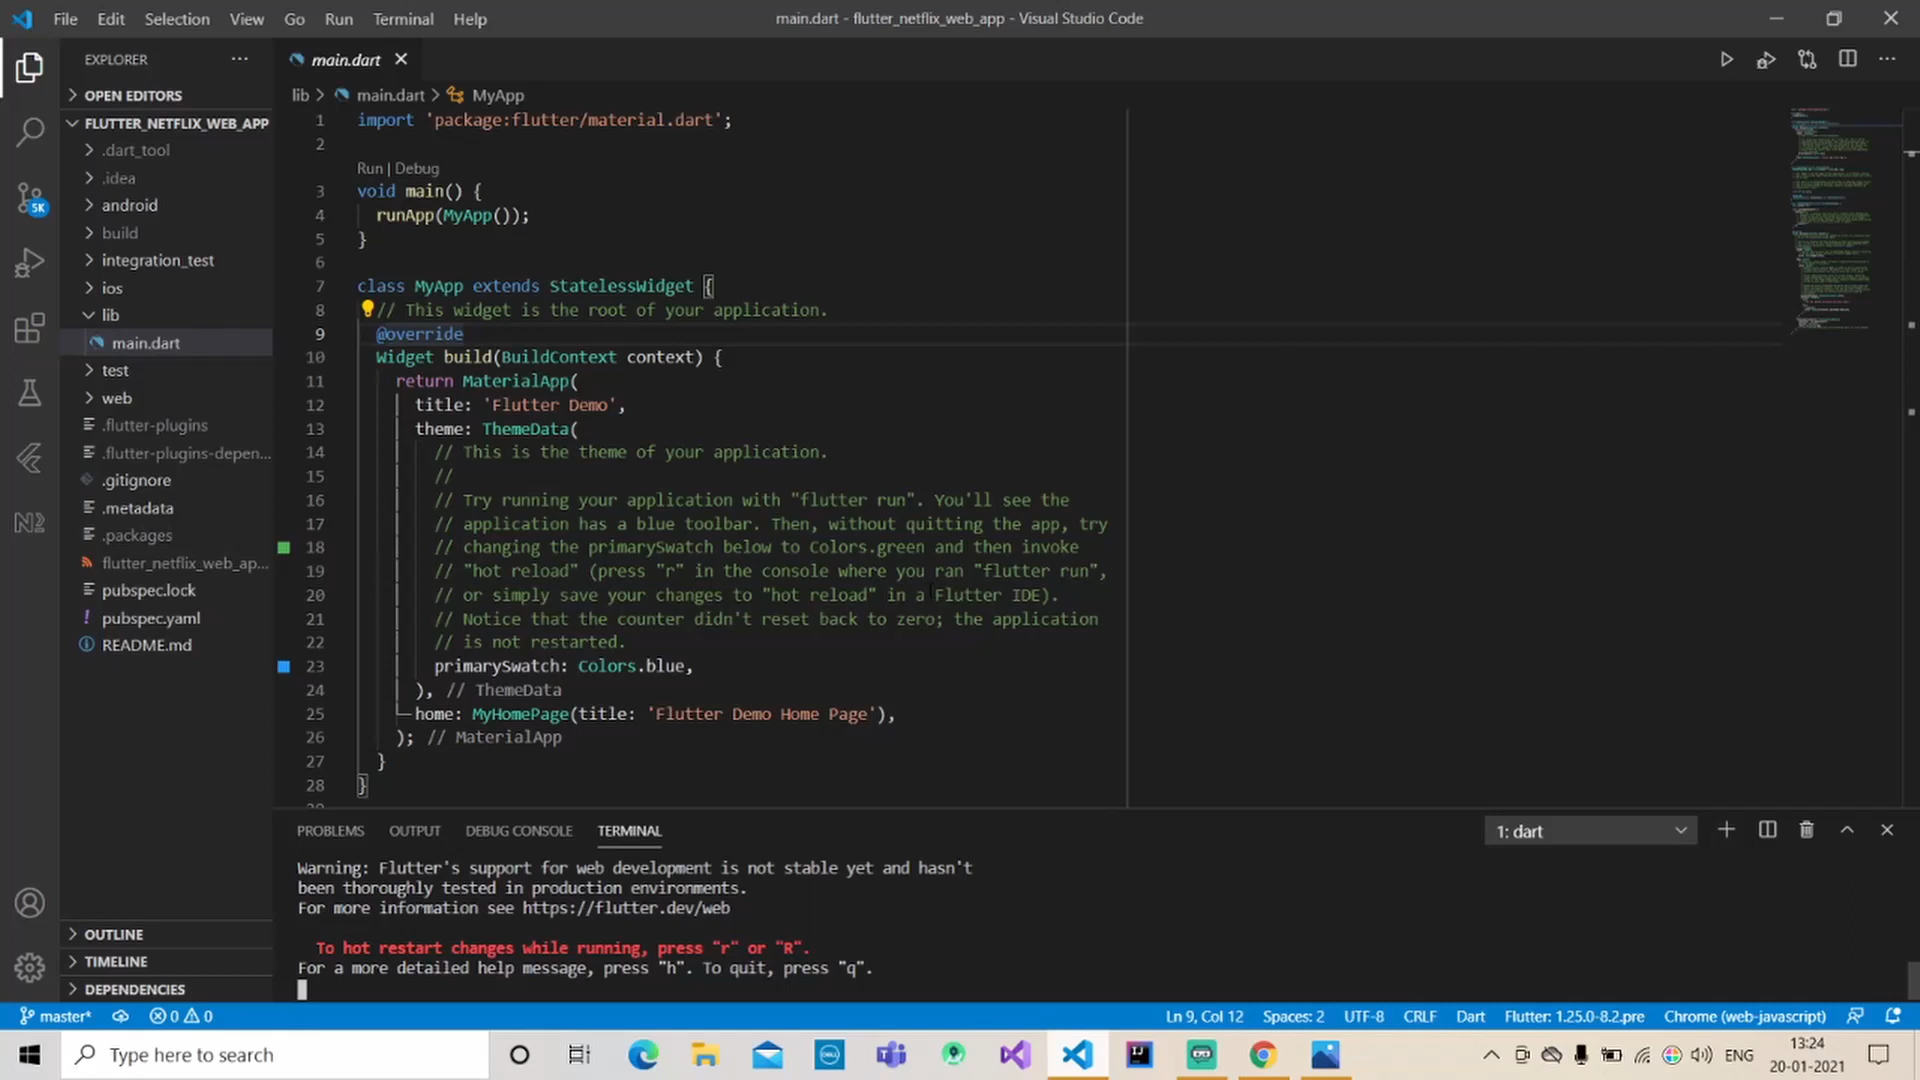 File Edit Selection View Go Run Terminal Help
main.dart - flutter_netflix_web_app - Visual Studio Code
EXPLORER
OPEN EDITORS
FLUTTER_NETFLIX_WEB_APP
.dart_tool
.idea
android
build
integration_test
ios
lib
main.dart
test
web
.flutter-plugins
.flutter-plugins-depen...
.gitignore
.metadata
.packages
flutter_netflix_web_ap...
pubspec.lock
pubspec.yaml
README.md
OUTLINE
TIMELINE
DEPENDENCIES
5K
main.dart
lib > main.dart > MyApp
1 import 'package:flutter/material.dart';
2
Run | Debug
3 void main() {
4 runApp(MyApp());
5 }
6
7 class MyApp extends StatelessWidget {
8 // This widget is the root of your application.
9 @override
10 Widget build(BuildContext context) {
11 return MaterialApp(
12 title: 'Flutter Demo',
13 theme: ThemeData(
14 // This is the theme of your application.
15 //
16 // Try running your application with "flutter run". You'll see the
17 // application has a blue toolbar. Then, without quitting the app, try
18 // changing the primarySwatch below to Colors.green and then invoke
19 // "hot reload" (press "r" in the console where you ran "flutter run",
20 // or simply save your changes to "hot reload" in a Flutter IDE).
21 // Notice that the counter didn't reset back to zero; the application
22 // is not restarted.
23 primarySwatch: Colors.blue,
24 ), // ThemeData
25 home: MyHomePage(title: 'Flutter Demo Home Page'),
26 ); // MaterialApp
27 }
28 }
PROBLEMS OUTPUT DEBUG CONSOLE TERMINAL
1: dart
Warning: Flutter's support for web development is not stable yet and hasn't
been thoroughly tested in production environments.
For more information see https://flutter.dev/web
To hot restart changes while running, press "r" or "R".
For a more detailed help message, press "h". To quit, press "q".
master* 0 0
Ln 9, Col 12 Spaces: 2 UTF-8 CRLF Dart Flutter: 1.25.0-8.2.pre Chrome (web-javascript)
Type here to search
DELL
ENG
13:24
20-01-2021